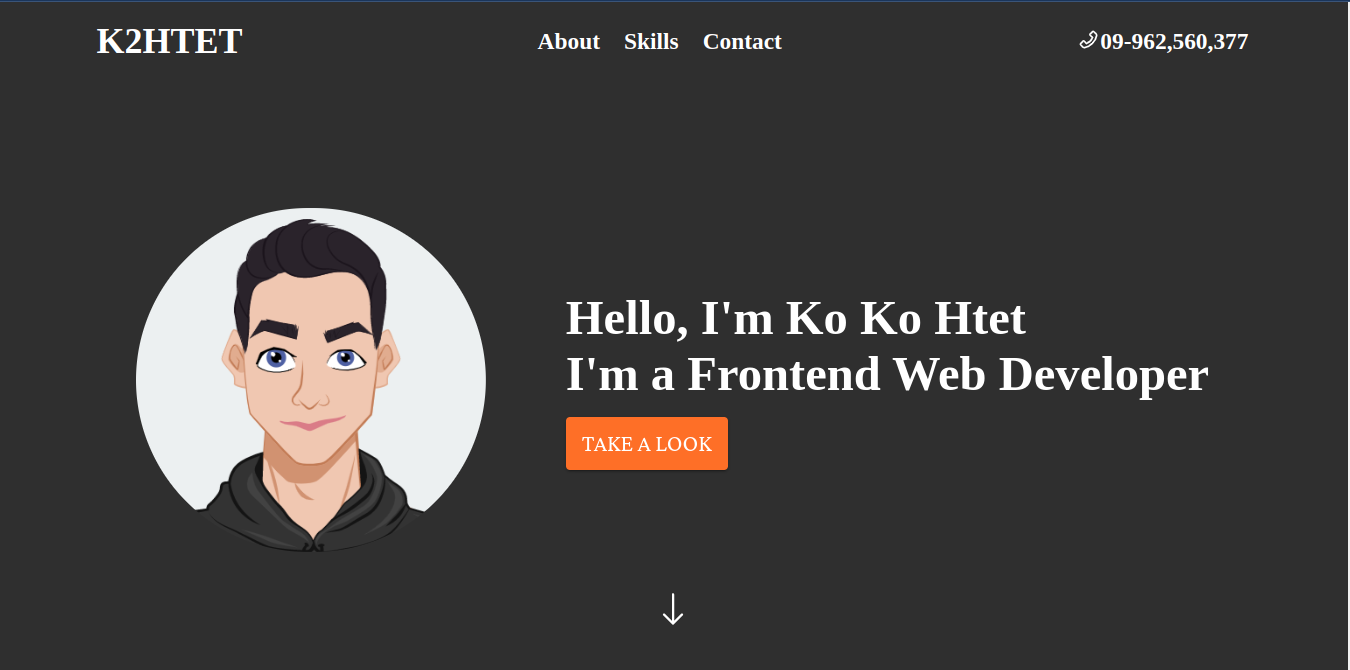 K2HTET
About Skills Contact
09-962,560,377
Hello, I'm Ko Ko Htet
I'm a Frontend Web Developer
TAKE A LOOK